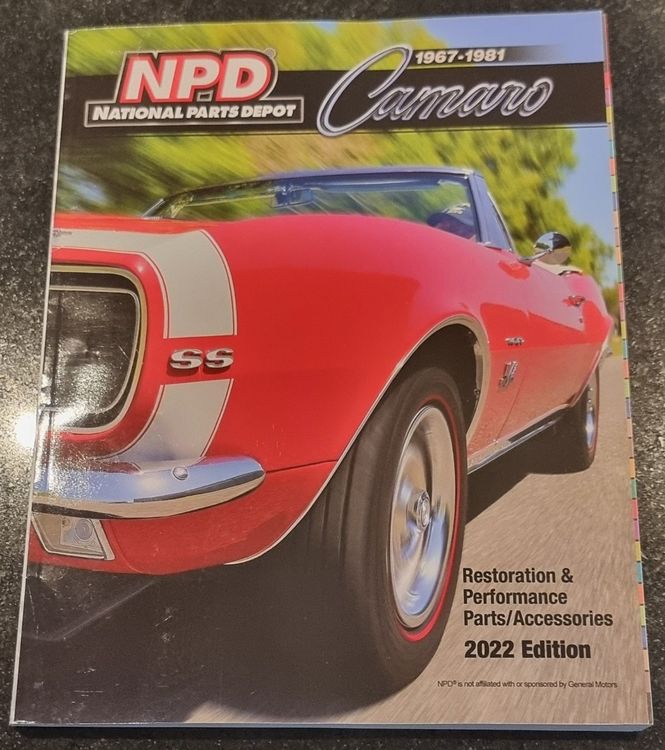 NPD®
NATIONAL PARTS DEPOT
1967-1981
Camaro
SS
Restoration &
Performance
Parts/Accessories
2022 Edition
NPD® is not affiliated with or sponsored by General Motors